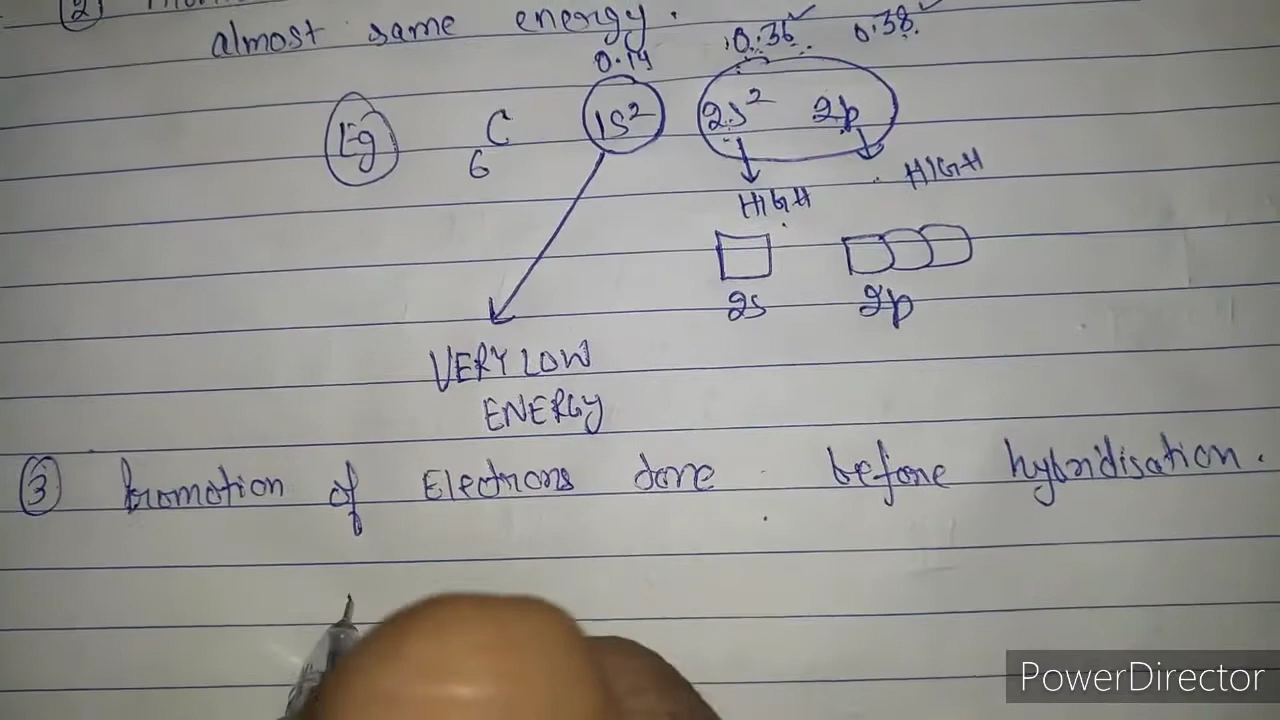 (2)
almost same energy.
0.14 0.36 0.38
Eg 6C 1s² 2s² 2p
HIGH HIGH
2s 2p
VERY LOW
ENERGY
(3) Promotion of Electrons done before hybridisation.
PowerDirector